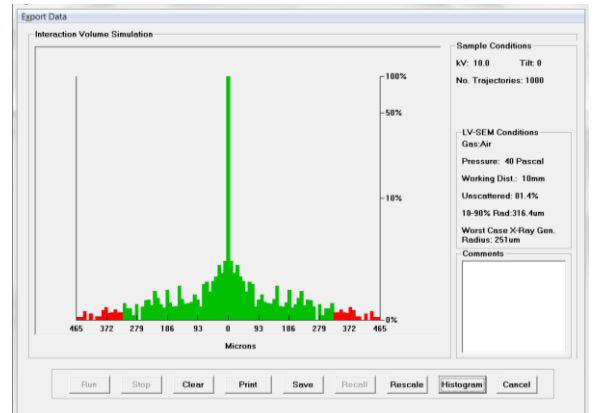 Export Data
Interaction Volume Simulation
100%
50%
10%
0%
465 372 279 186 93 0 93 186 279 372 465
Microns
Sample Conditions
kV: 10.0 Tilt: 0
No. Trajectories: 1000
LV-SEM Conditions
Gas:Air
Pressure: 40 Pascal
Working Dist.: 10mm
Unscattered: 81.4%
10-90% Rad:316.4um
Worst Case X-Ray Gen.
Radius: 251um
Comments
Run Stop Clear Print Save Recall Rescale Histogram Cancel